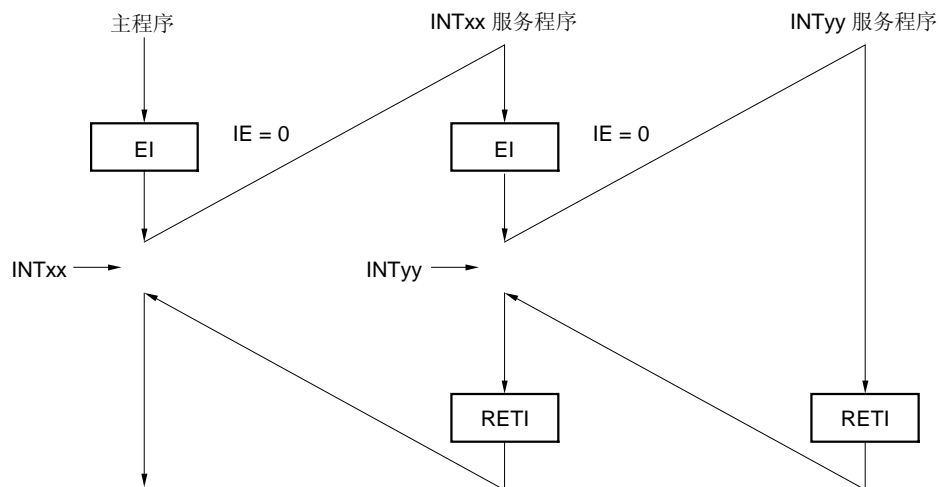 主程序
INTxx 服务程序
INTyy 服务程序
EI
IE = 0
EI
IE = 0
INTxx
INTyy
RETI
RETI